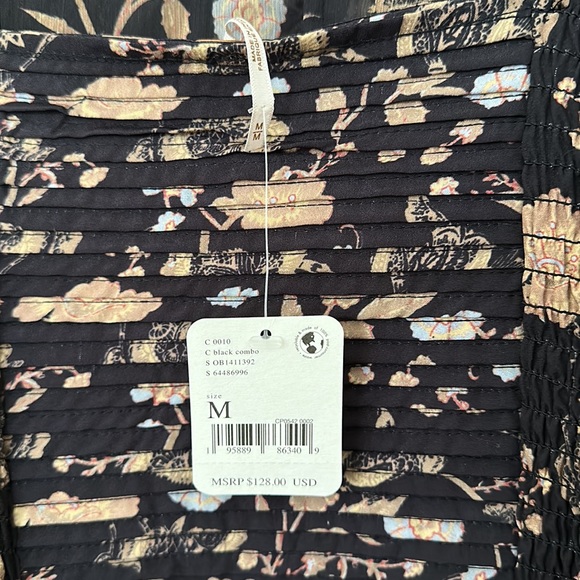 M
C 0010
C black combo
S OB1411392
S 64486996
size
M
CP0542-0002
1 95889 86340 9
MSRP $128.00 USD